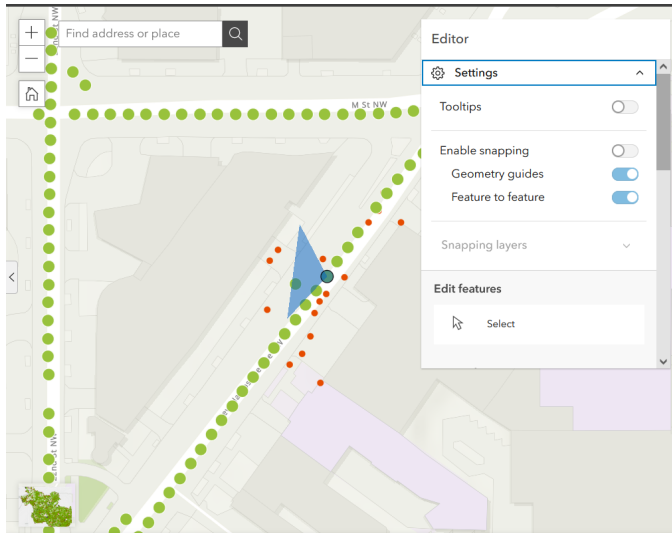 Find address or place
Editor
Settings
M St NW
Tooltips
Enable snapping
Geometry guides
Feature to feature
Snapping layers
Edit features
Select